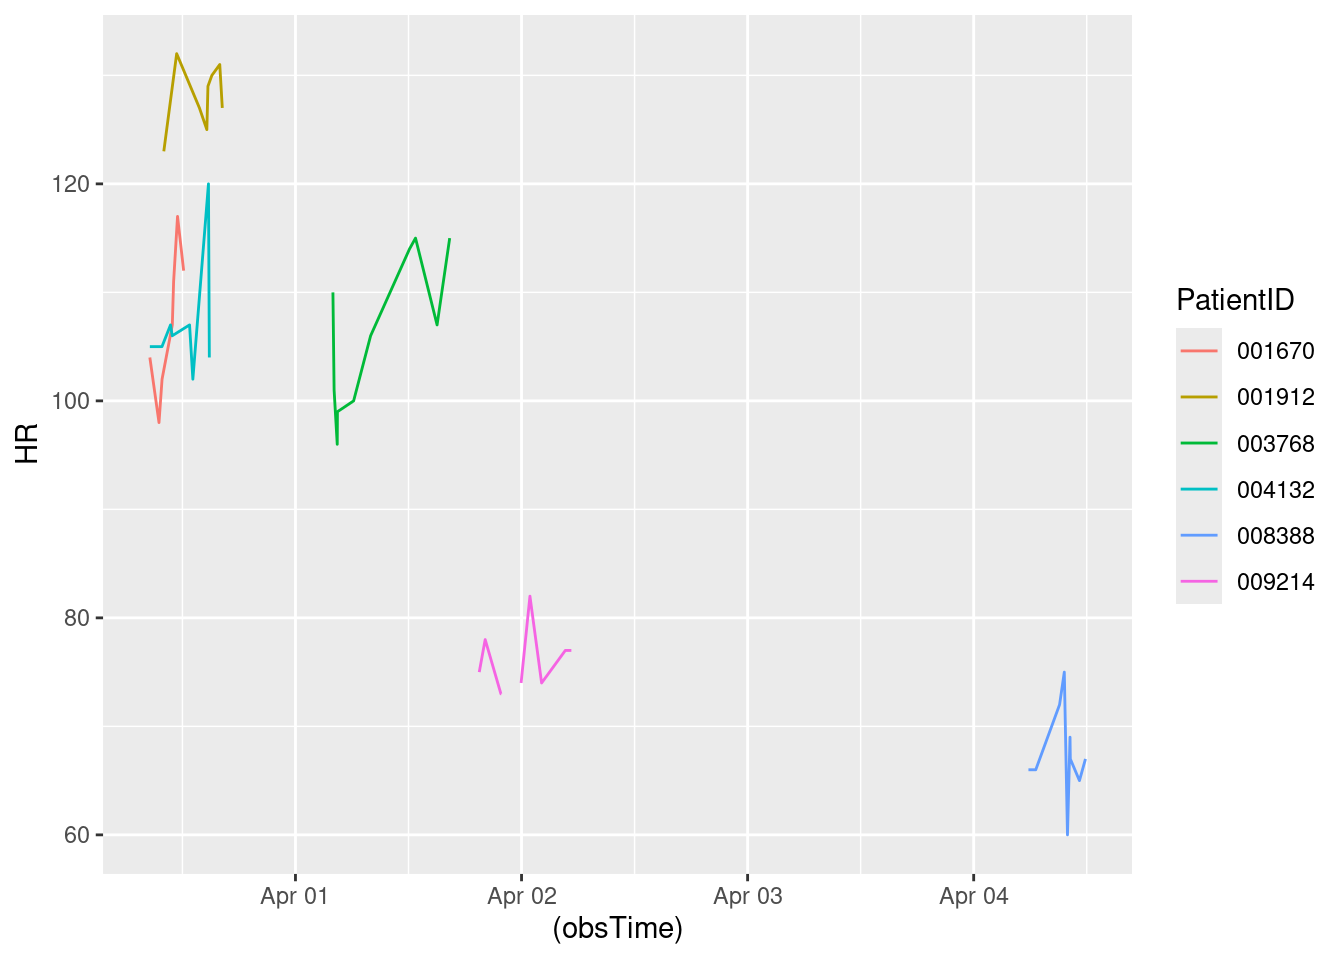 120
100
80
60
HR
Apr 01
Apr 02
Apr 03
Apr 04
(obsTime)
PatientID
001670
001912
003768
004132
008388
009214